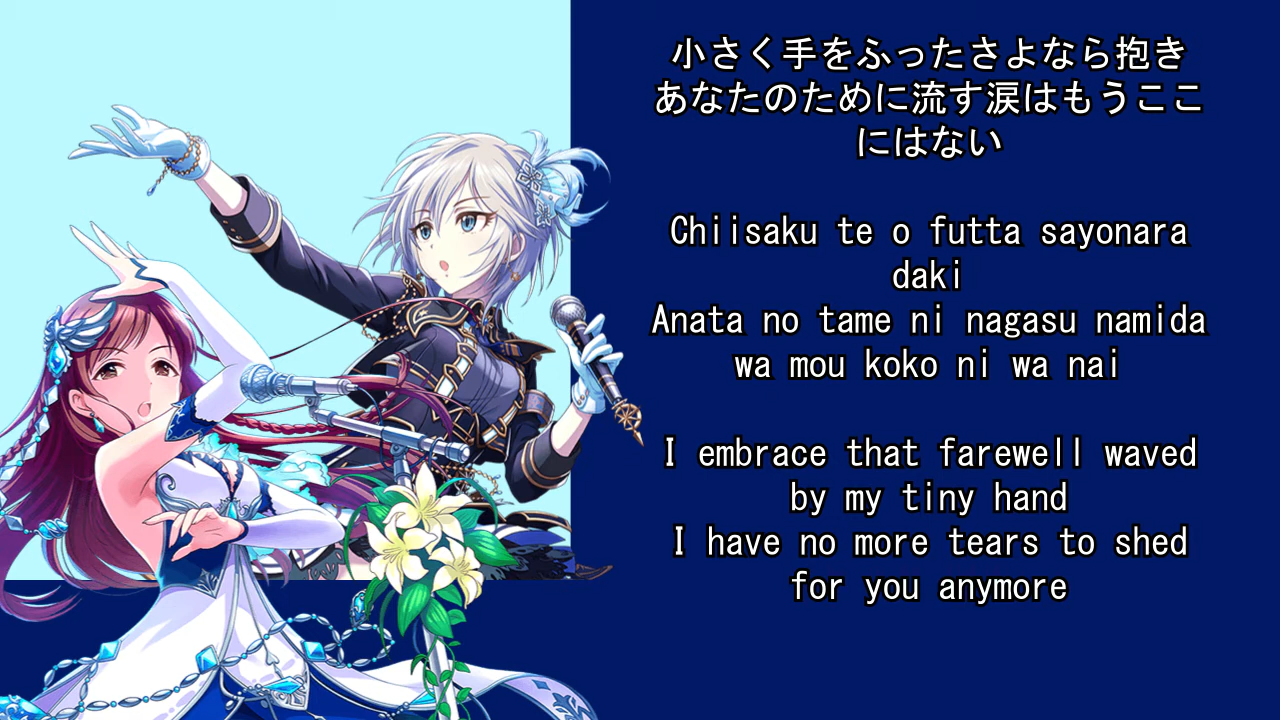 小さく手をふったさよなら抱き
あなたのために流す涙はもうここ
にはない
Chiisaku te o futta sayonara
daki
Anata no tame ni nagasu namida
wa mou koko ni wa nai
I embrace that farewell waved
by my tiny hand
I have no more tears to shed
for you anymore